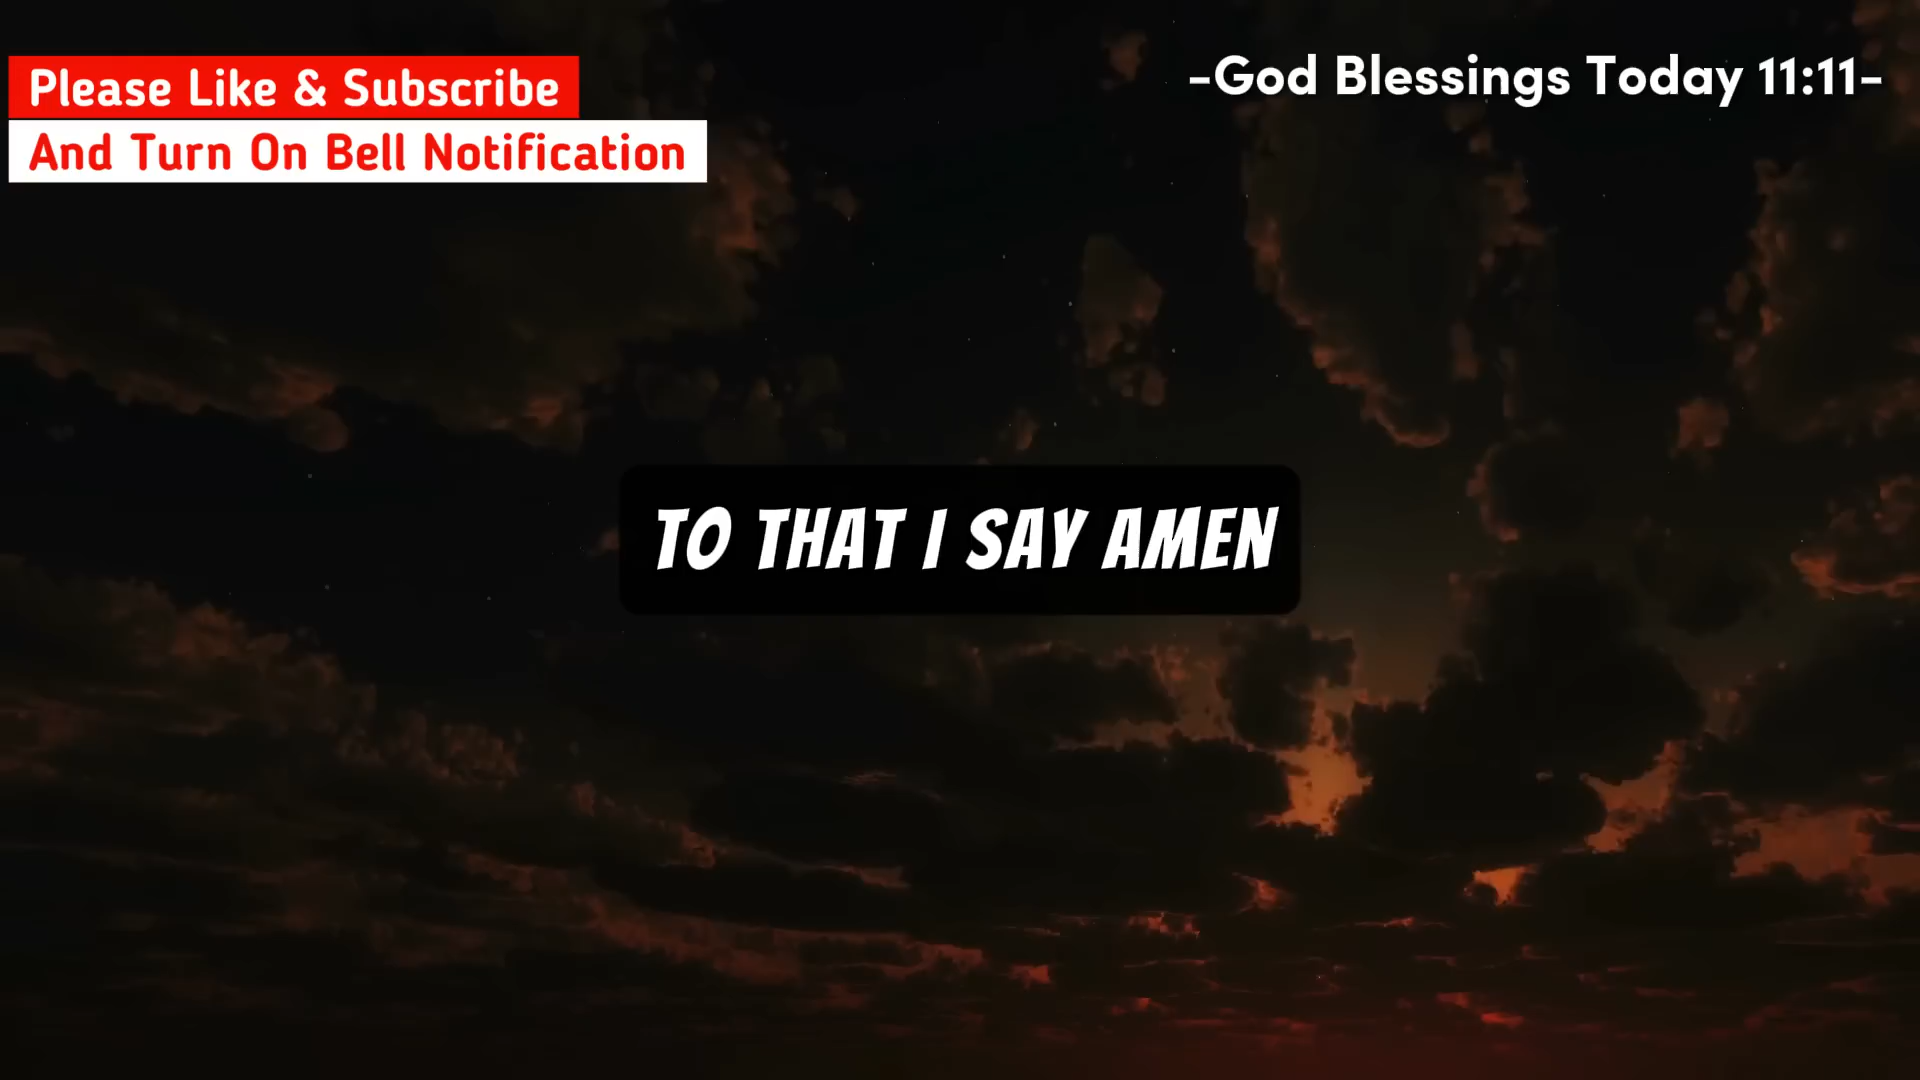 Please Like & Subscribe
And Turn On Bell Notification
-God Blessings Today 11:11-
TO THAT I SAY AMEN